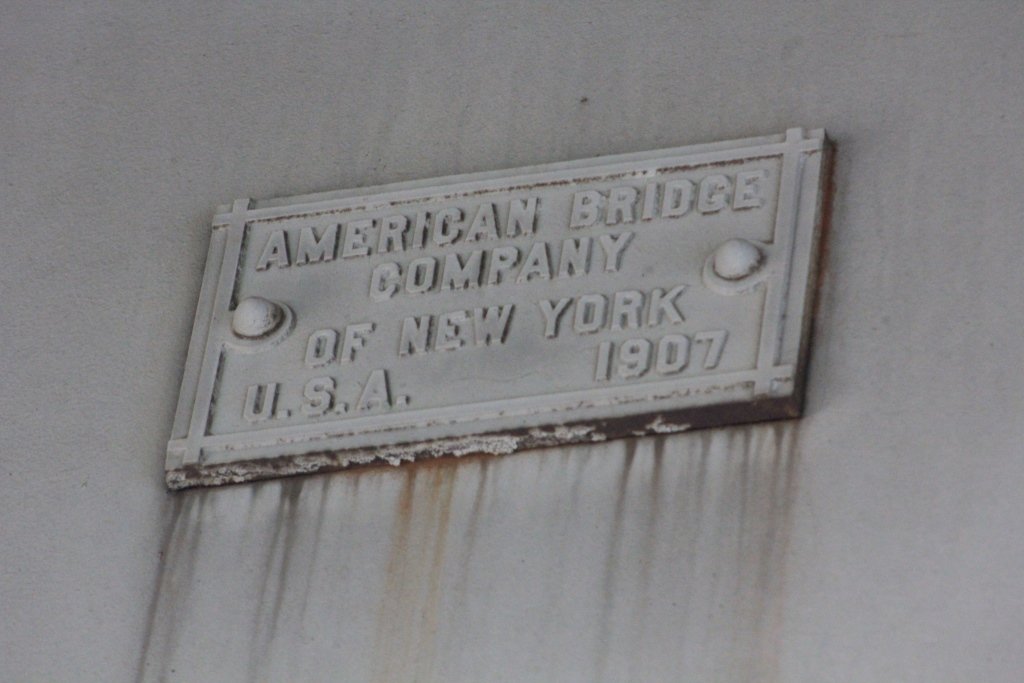 AMERICAN BRIDGE
COMPANY
OF NEW YORK
U.S.A. 1907